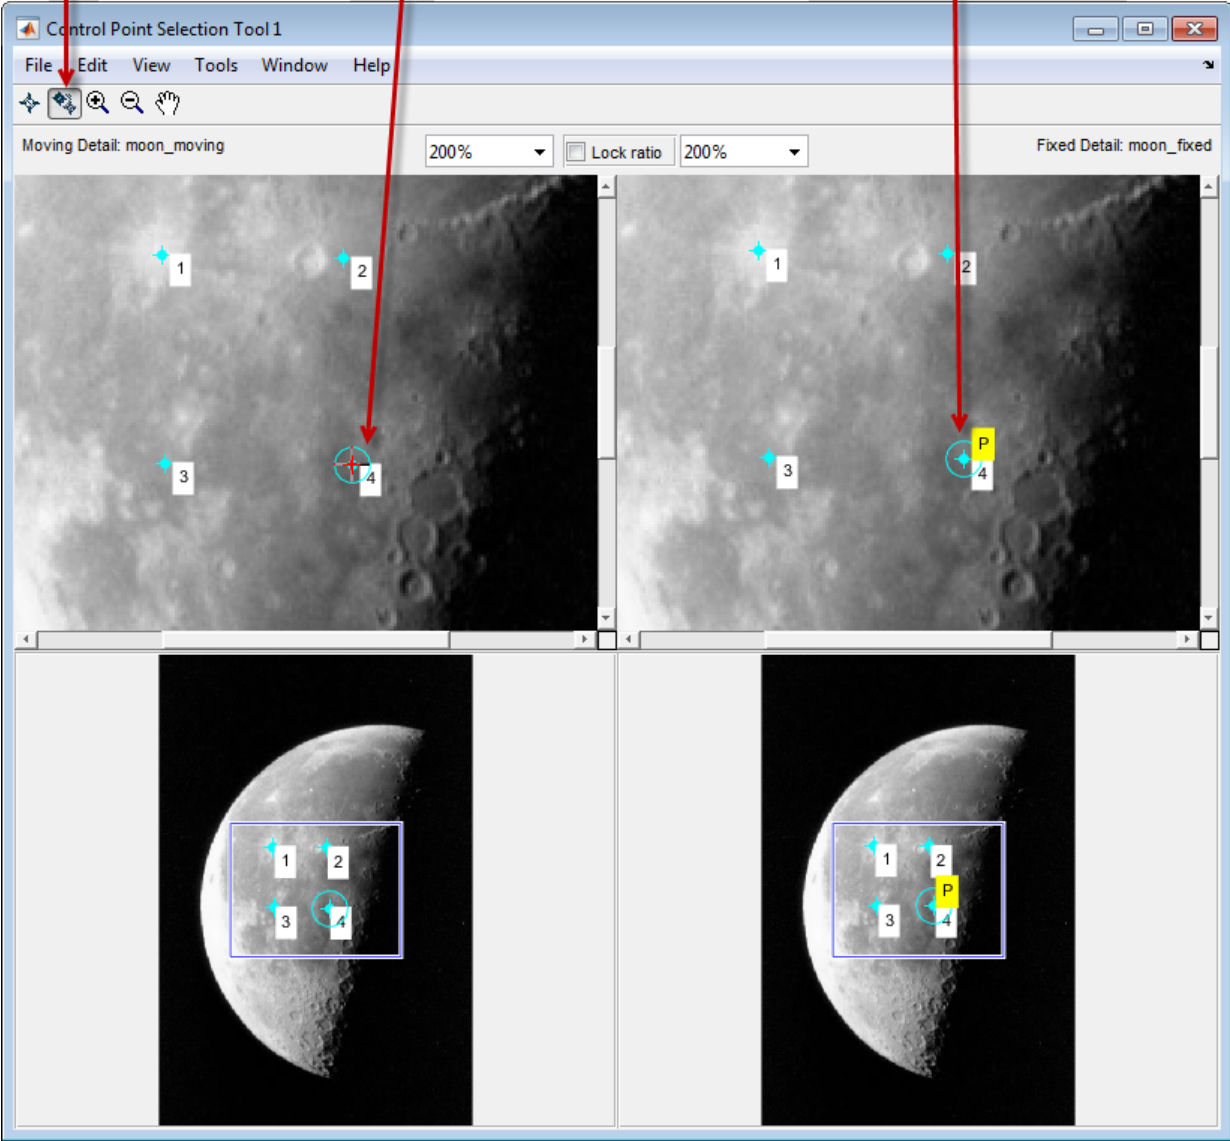 Control Point Selection Tool 1
File Edit View Tools Window Help
Moving Detail: moon_moving
200%
Lock ratio
200%
Fixed Detail: moon_fixed
1
2
3
4
1
2
3
P
4
1
2
3
4
1
2
P
3
4